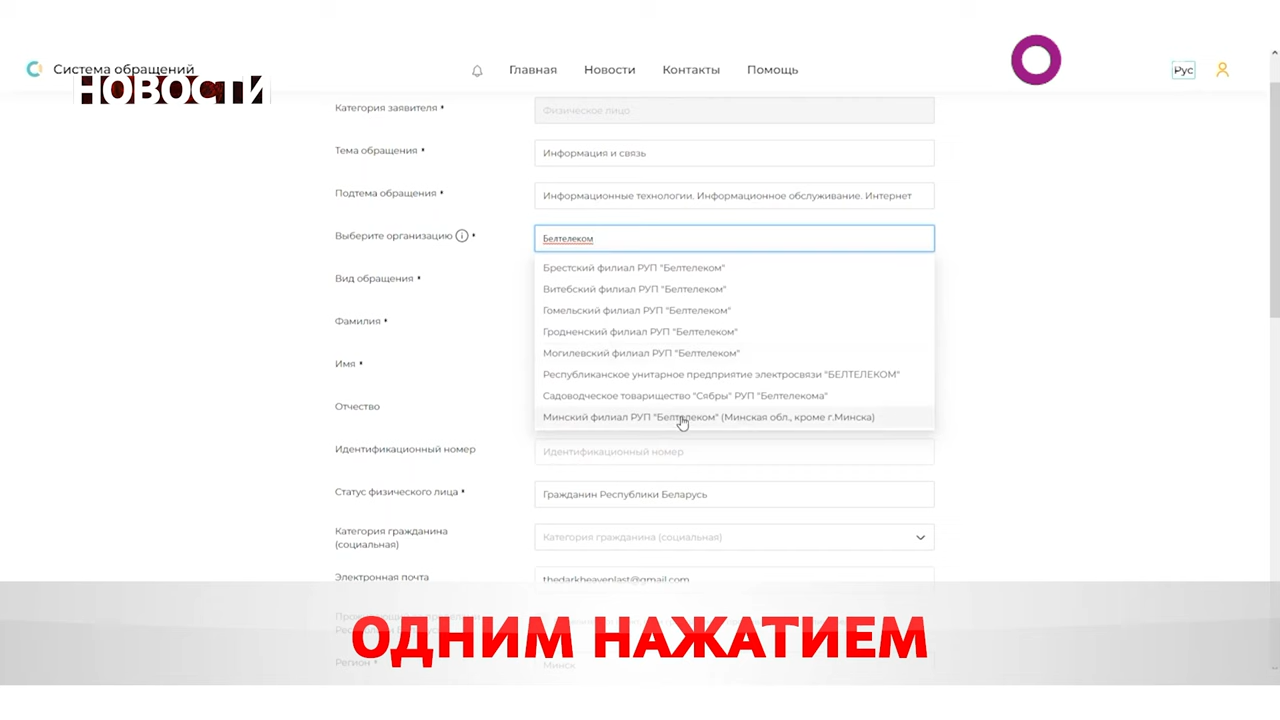 Система обращений
НОВОСТИ
Главная
Новости
Контакты
Помощь
Рус
Категория заявителя *
Физическое лицо
Тема обращения *
Информация и связь
Подтема обращения *
Информационные технологии. Информационное обслуживание. Интернет
Выберите организацию i *
Белтелеком
Брестский филиал РУП "Белтелеком"
Витебский филиал РУП "Белтелеком"
Гомельский филиал РУП "Белтелеком"
Гродненский филиал РУП "Белтелеком"
Могилевский филиал РУП "Белтелеком"
Республиканское унитарное предприятие электросвязи "БЕЛТЕЛЕКОМ"
Садоводческое товарищество "Сябры" РУП "Белтелекома"
Минский филиал РУП "Белтелеком" (Минская обл., кроме г.Минска)
Вид обращения *
Фамилия *
Имя *
Отчество
Идентификационный номер
Идентификационный номер
Статус физического лица *
Гражданин Республики Беларусь
Категория гражданина
(социальная)
Категория гражданина (социальная)
Электронная почта
thedarkheavenlast@gmail.com
ОДНИМ НАЖАТИЕМ
Регион *
Минск